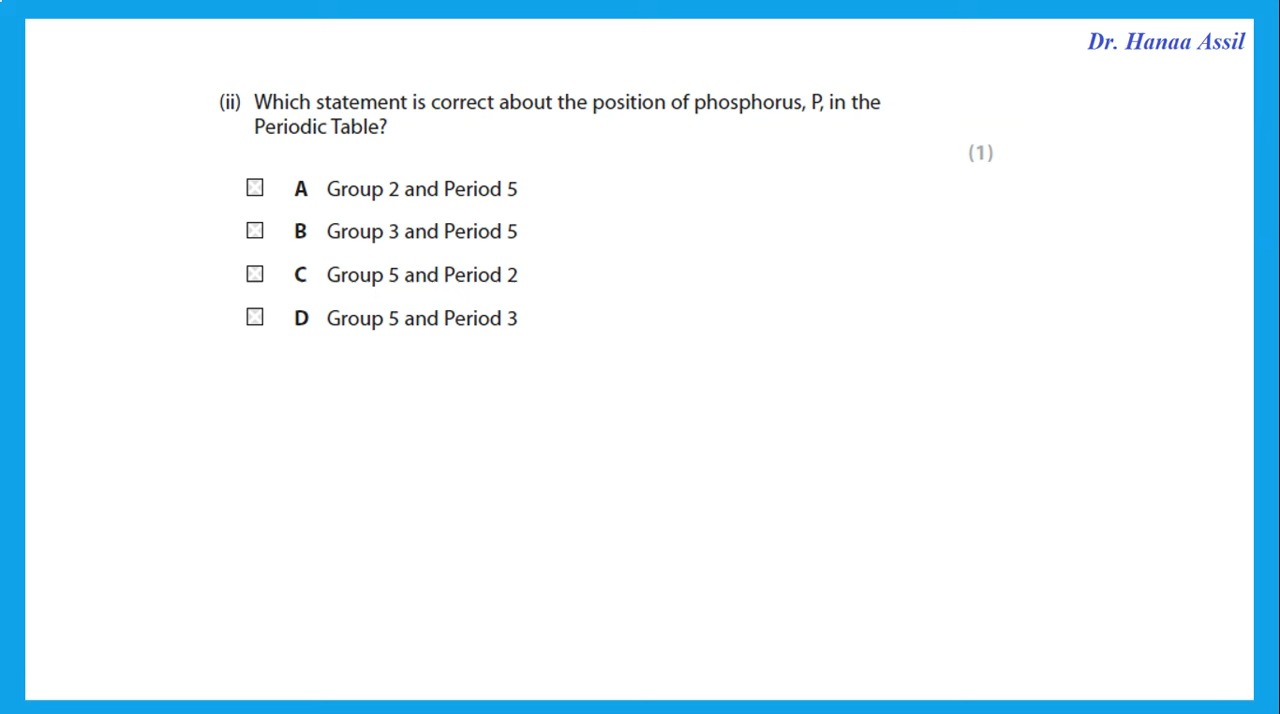 Dr. Hanaa Assil
(ii) Which statement is correct about the position of phosphorus, P, in the
Periodic Table?
(1)
A Group 2 and Period 5
B Group 3 and Period 5
C Group 5 and Period 2
D Group 5 and Period 3